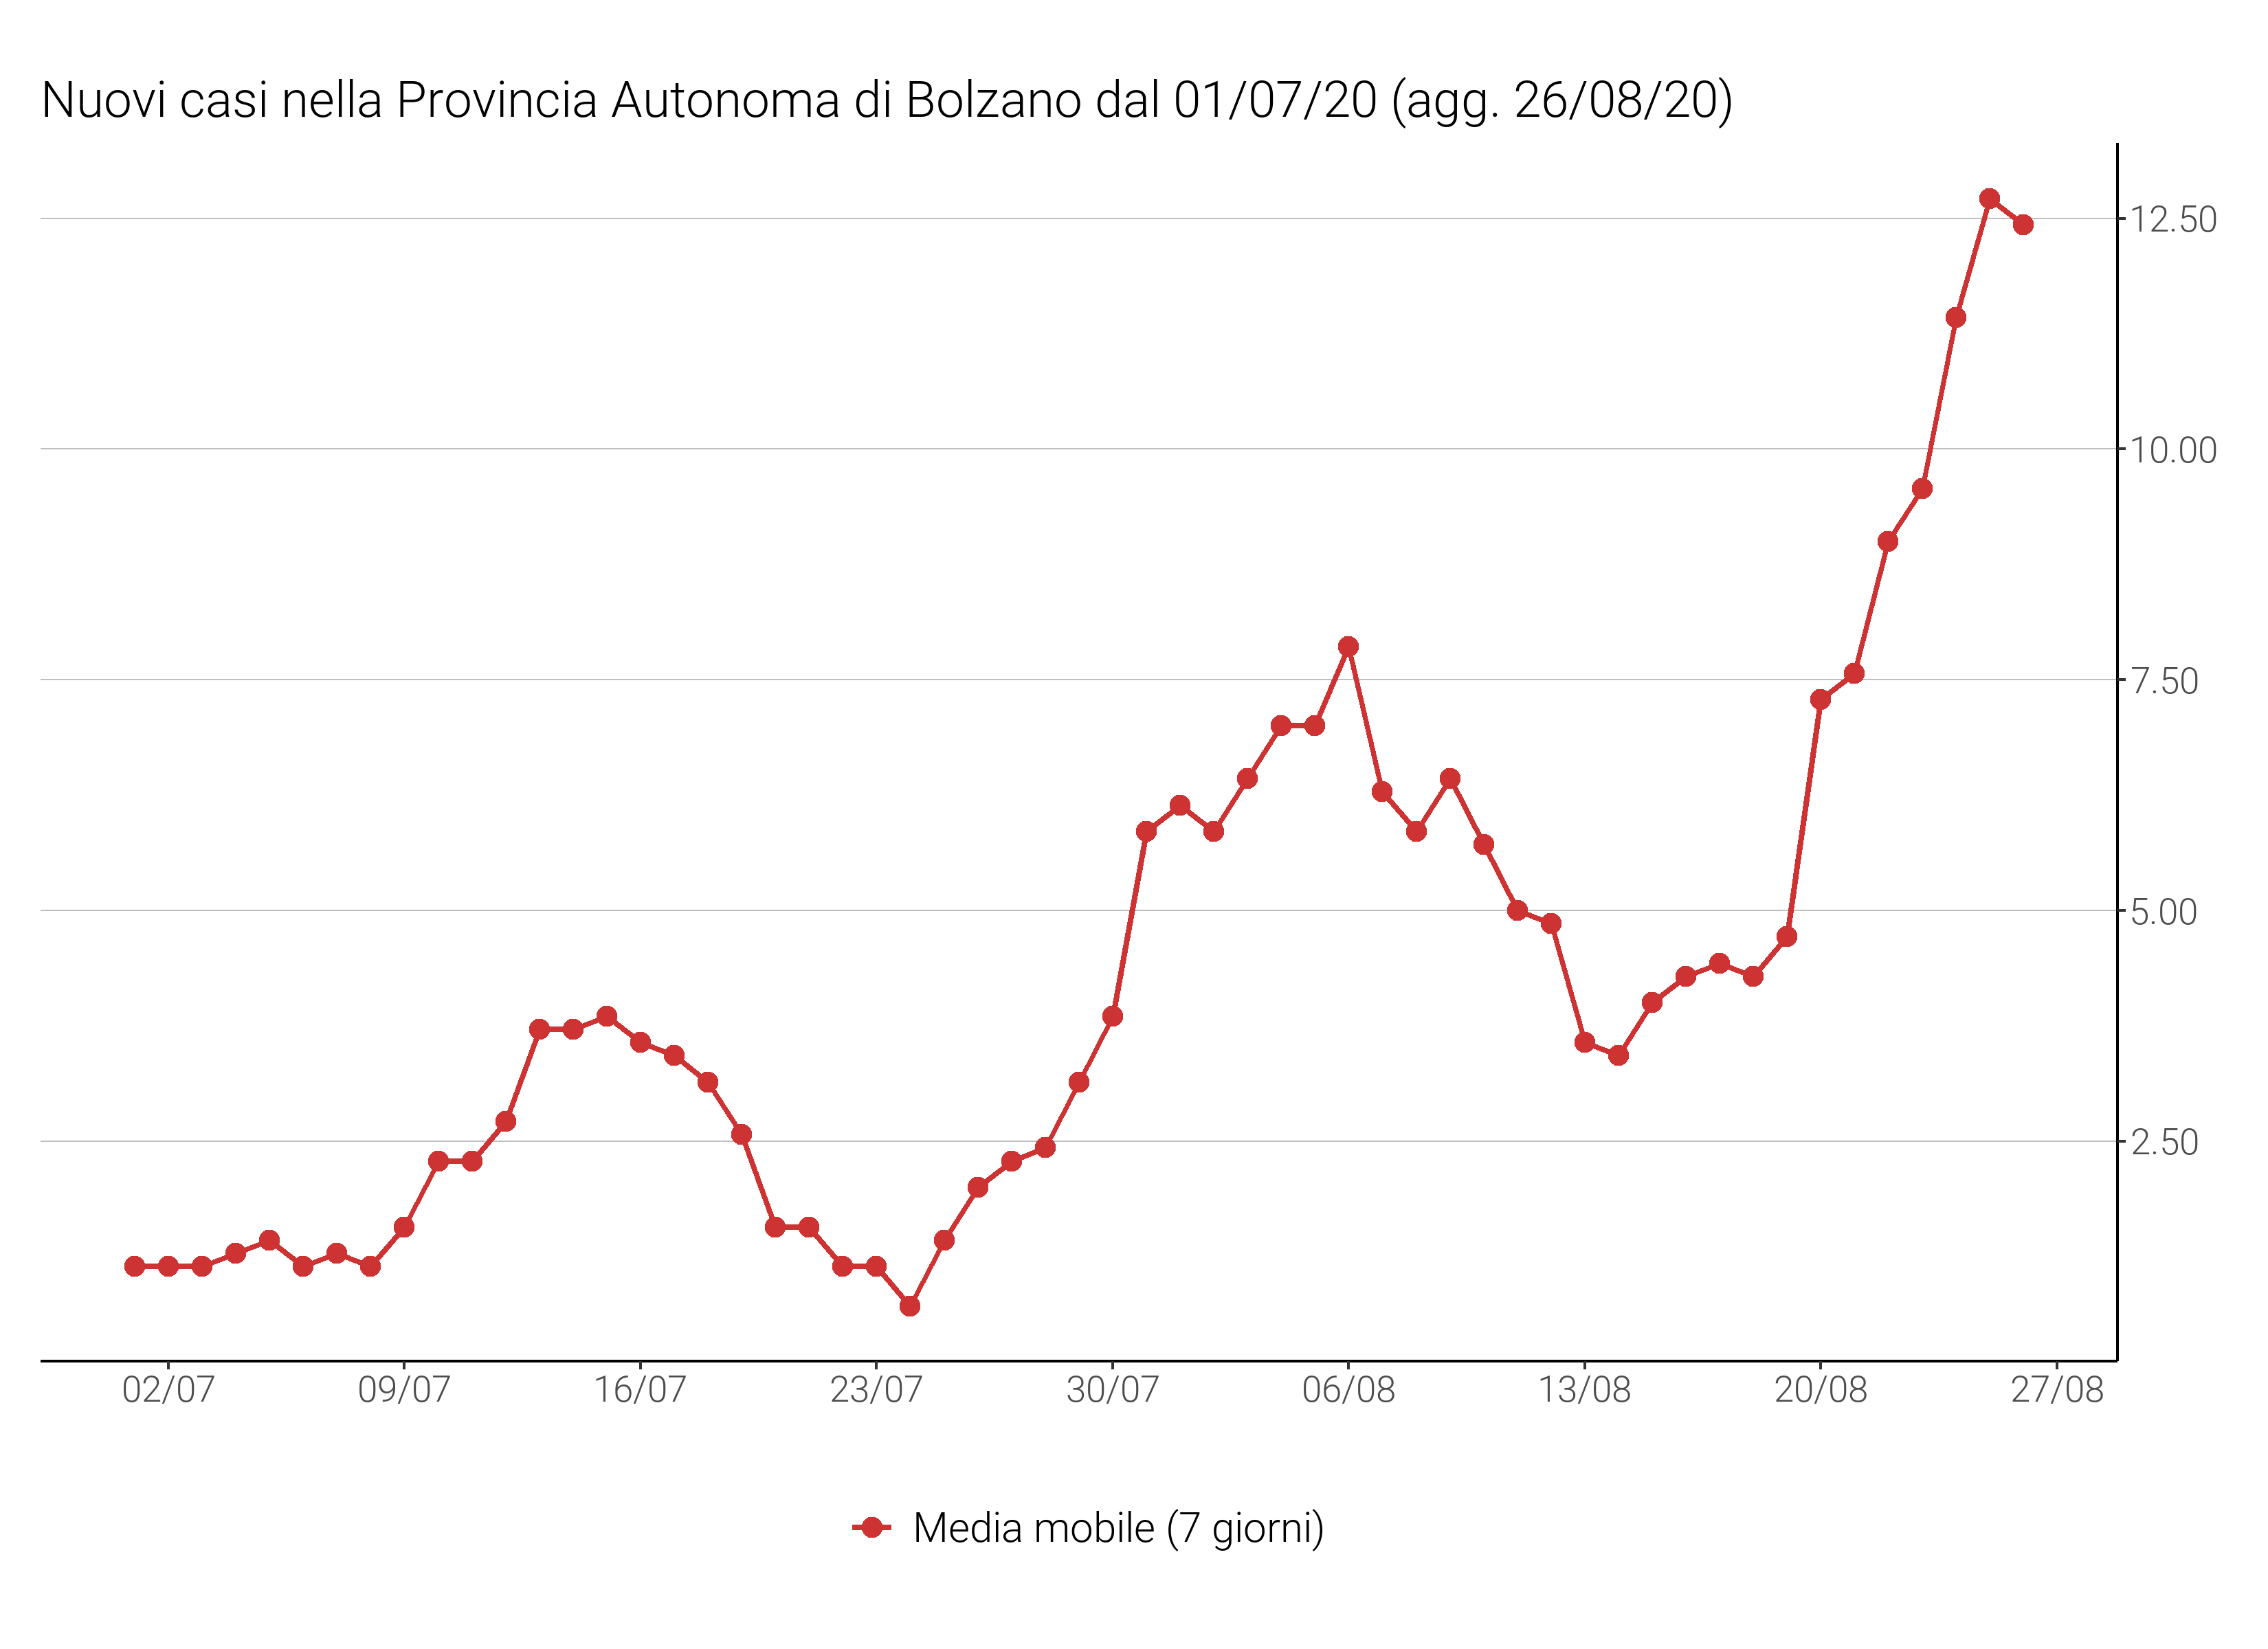 Nuovi casi nella Provincia Autonoma di Bolzano dal 01/07/20 (agg. 26/08/20)
12.50
10.00
7.50
5.00
2.50
02/07 09/07 16/07 23/07 30/07 06/08 13/08 20/08 27/08
Media mobile (7 giorni)